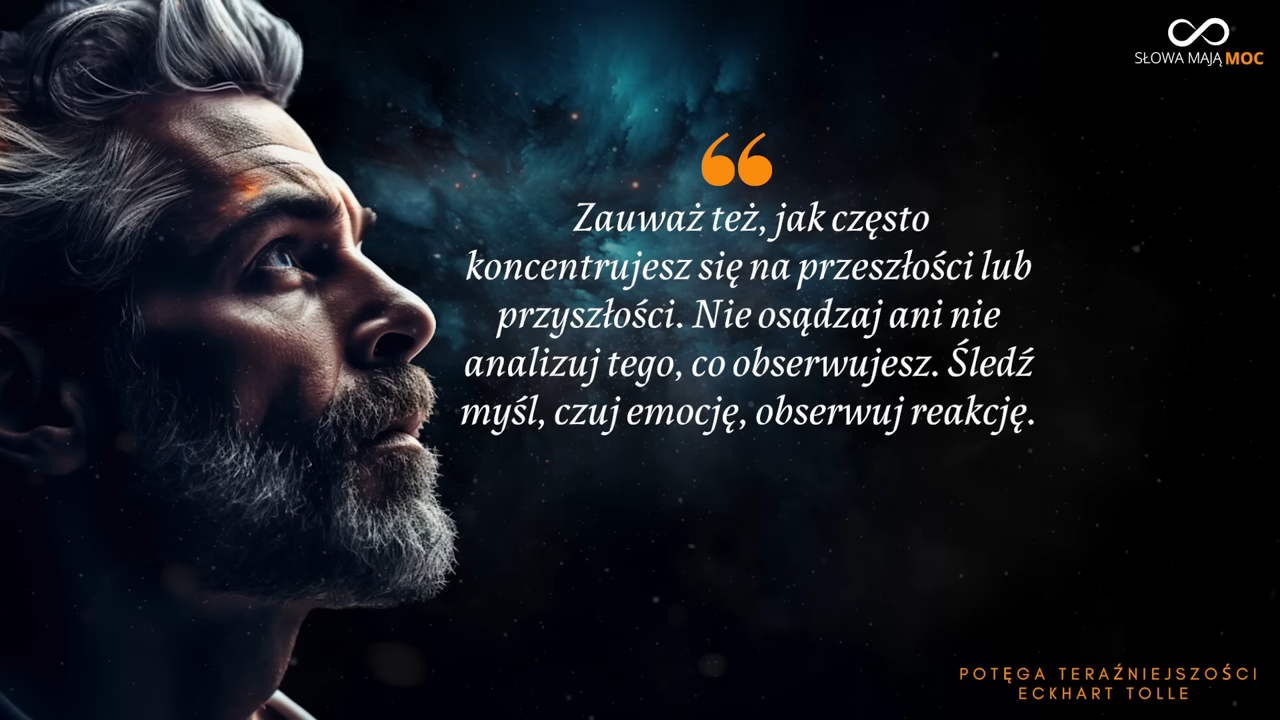 SŁOWA MAJĄ MOC
Zauważ też, jak często
koncentrujesz się na przeszłości lub
przyszłości. Nie osądzaj ani nie
analizuj tego, co obserwujesz. Śledź
myśl, czuj emocję, obserwuj reakcję.
POTĘGA TERAŹNIEJSZOŚCI
ECKHART TOLLE